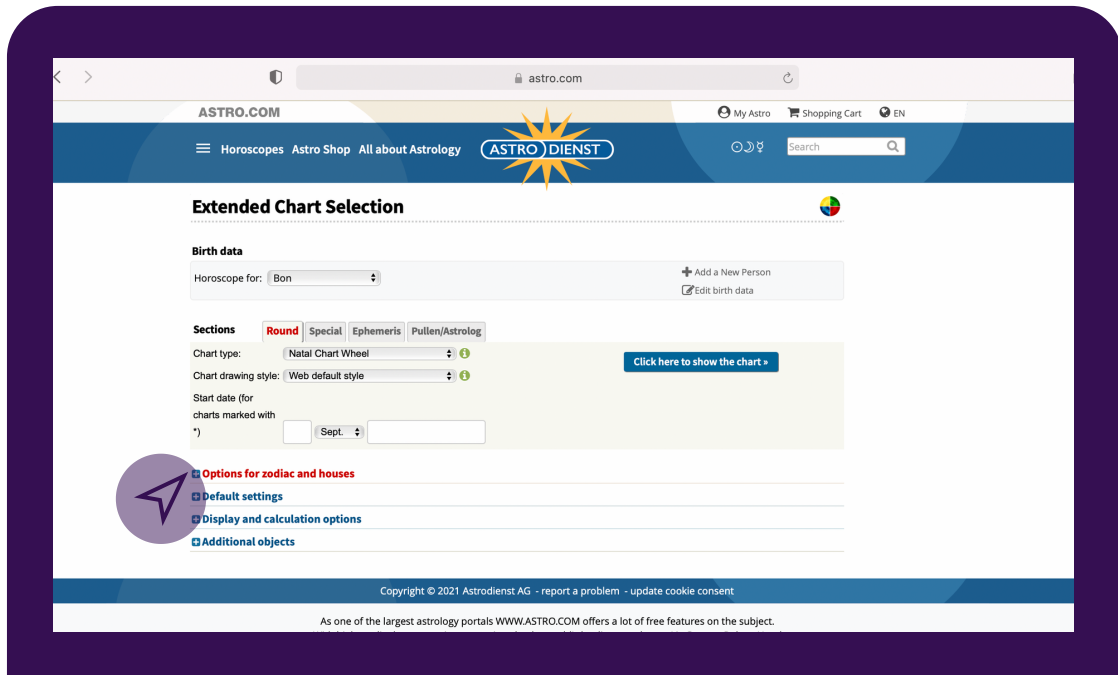 astro.com
ASTRO.COM
My Astro Shopping Cart EN
Horoscopes Astro Shop All about Astrology ASTRO DIENST Search
Extended Chart Selection
Birth data
Horoscope for: Bon
Add a New Person
Edit birth data
Sections Round Special Ephemeris Pullen/Astrolog
Chart type: Natal Chart Wheel
Click here to show the chart »
Chart drawing style: Web default style
Start date (for
charts marked with
*) Sept.
Options for zodiac and houses
Default settings
Display and calculation options
Additional objects
Copyright © 2021 Astrodienst AG - report a problem - update cookie consent
As one of the largest astrology portals WWW.ASTRO.COM offers a lot of free features on the subject.